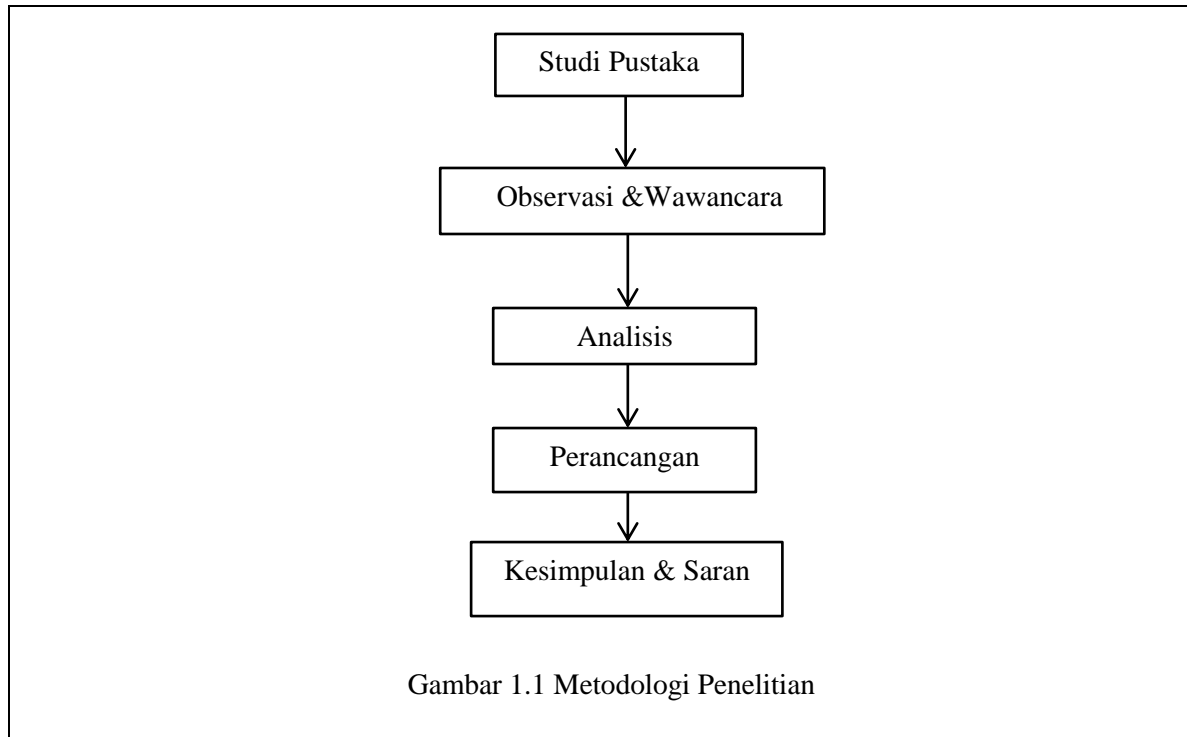 Studi Pustaka
Observasi &Wawancara
Analisis
Perancangan
Kesimpulan & Saran
Gambar 1.1 Metodologi Penelitian